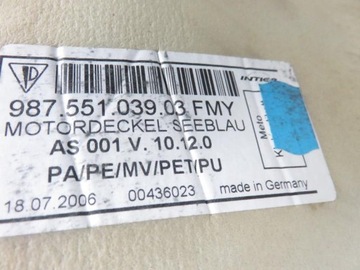 INTIER
987.551.039.03 FMY
MOTORDECKEL SEEBLAU
AS 001 V. 10.12.0
PA/PE/MV/PET/PU
18.07.2006 00436023 made in Germany
Meto